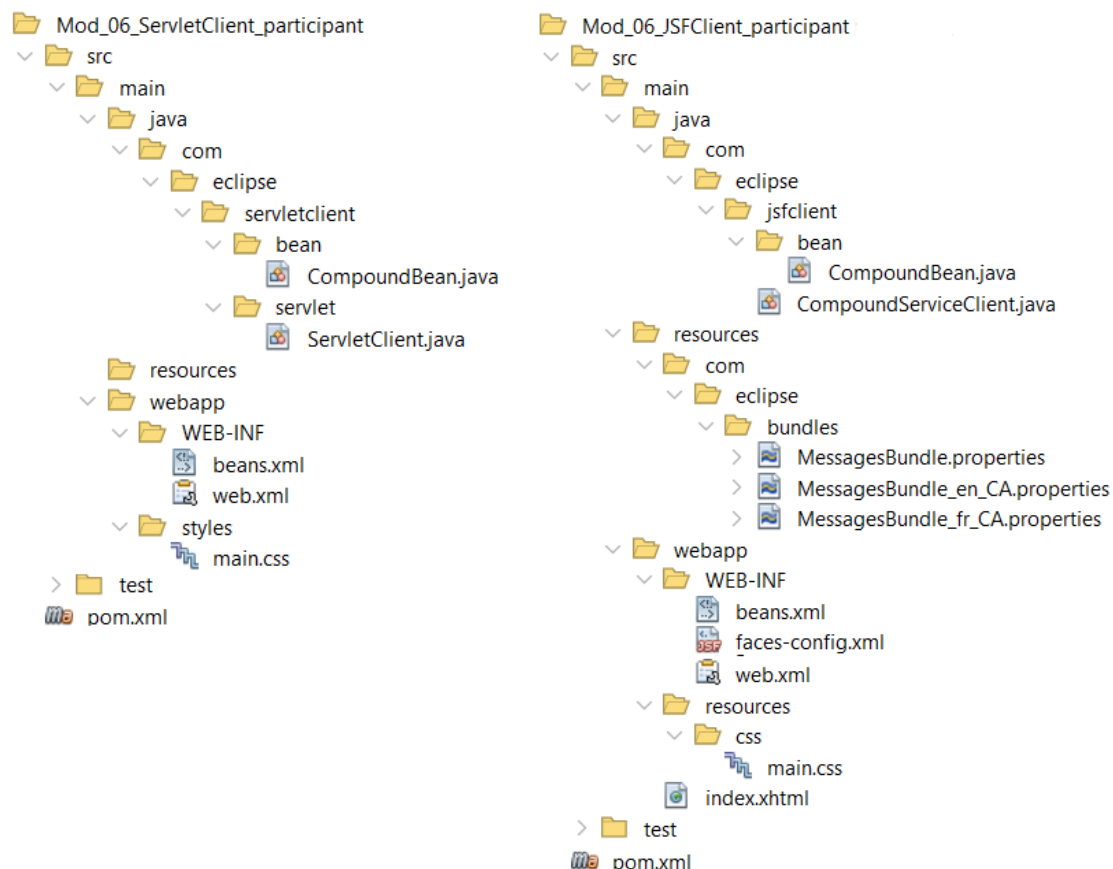 Mod_06_ServletClient_participant
src
main
java
com
eclipse
servletclient
bean
CompoundBean.java
servlet
ServletClient.java
resources
webapp
WEB-INF
beans.xml
web.xml
styles
main.css
test
pom.xml
Mod_06_JSFClient_participant
src
main
java
com
eclipse
jsfclient
bean
CompoundBean.java
CompoundServiceClient.java
resources
com
eclipse
bundles
MessagesBundle.properties
MessagesBundle_en_CA.properties
MessagesBundle_fr_CA.properties
webapp
WEB-INF
beans.xml
faces-config.xml
web.xml
resources
css
main.css
index.xhtml
test
pom.xml